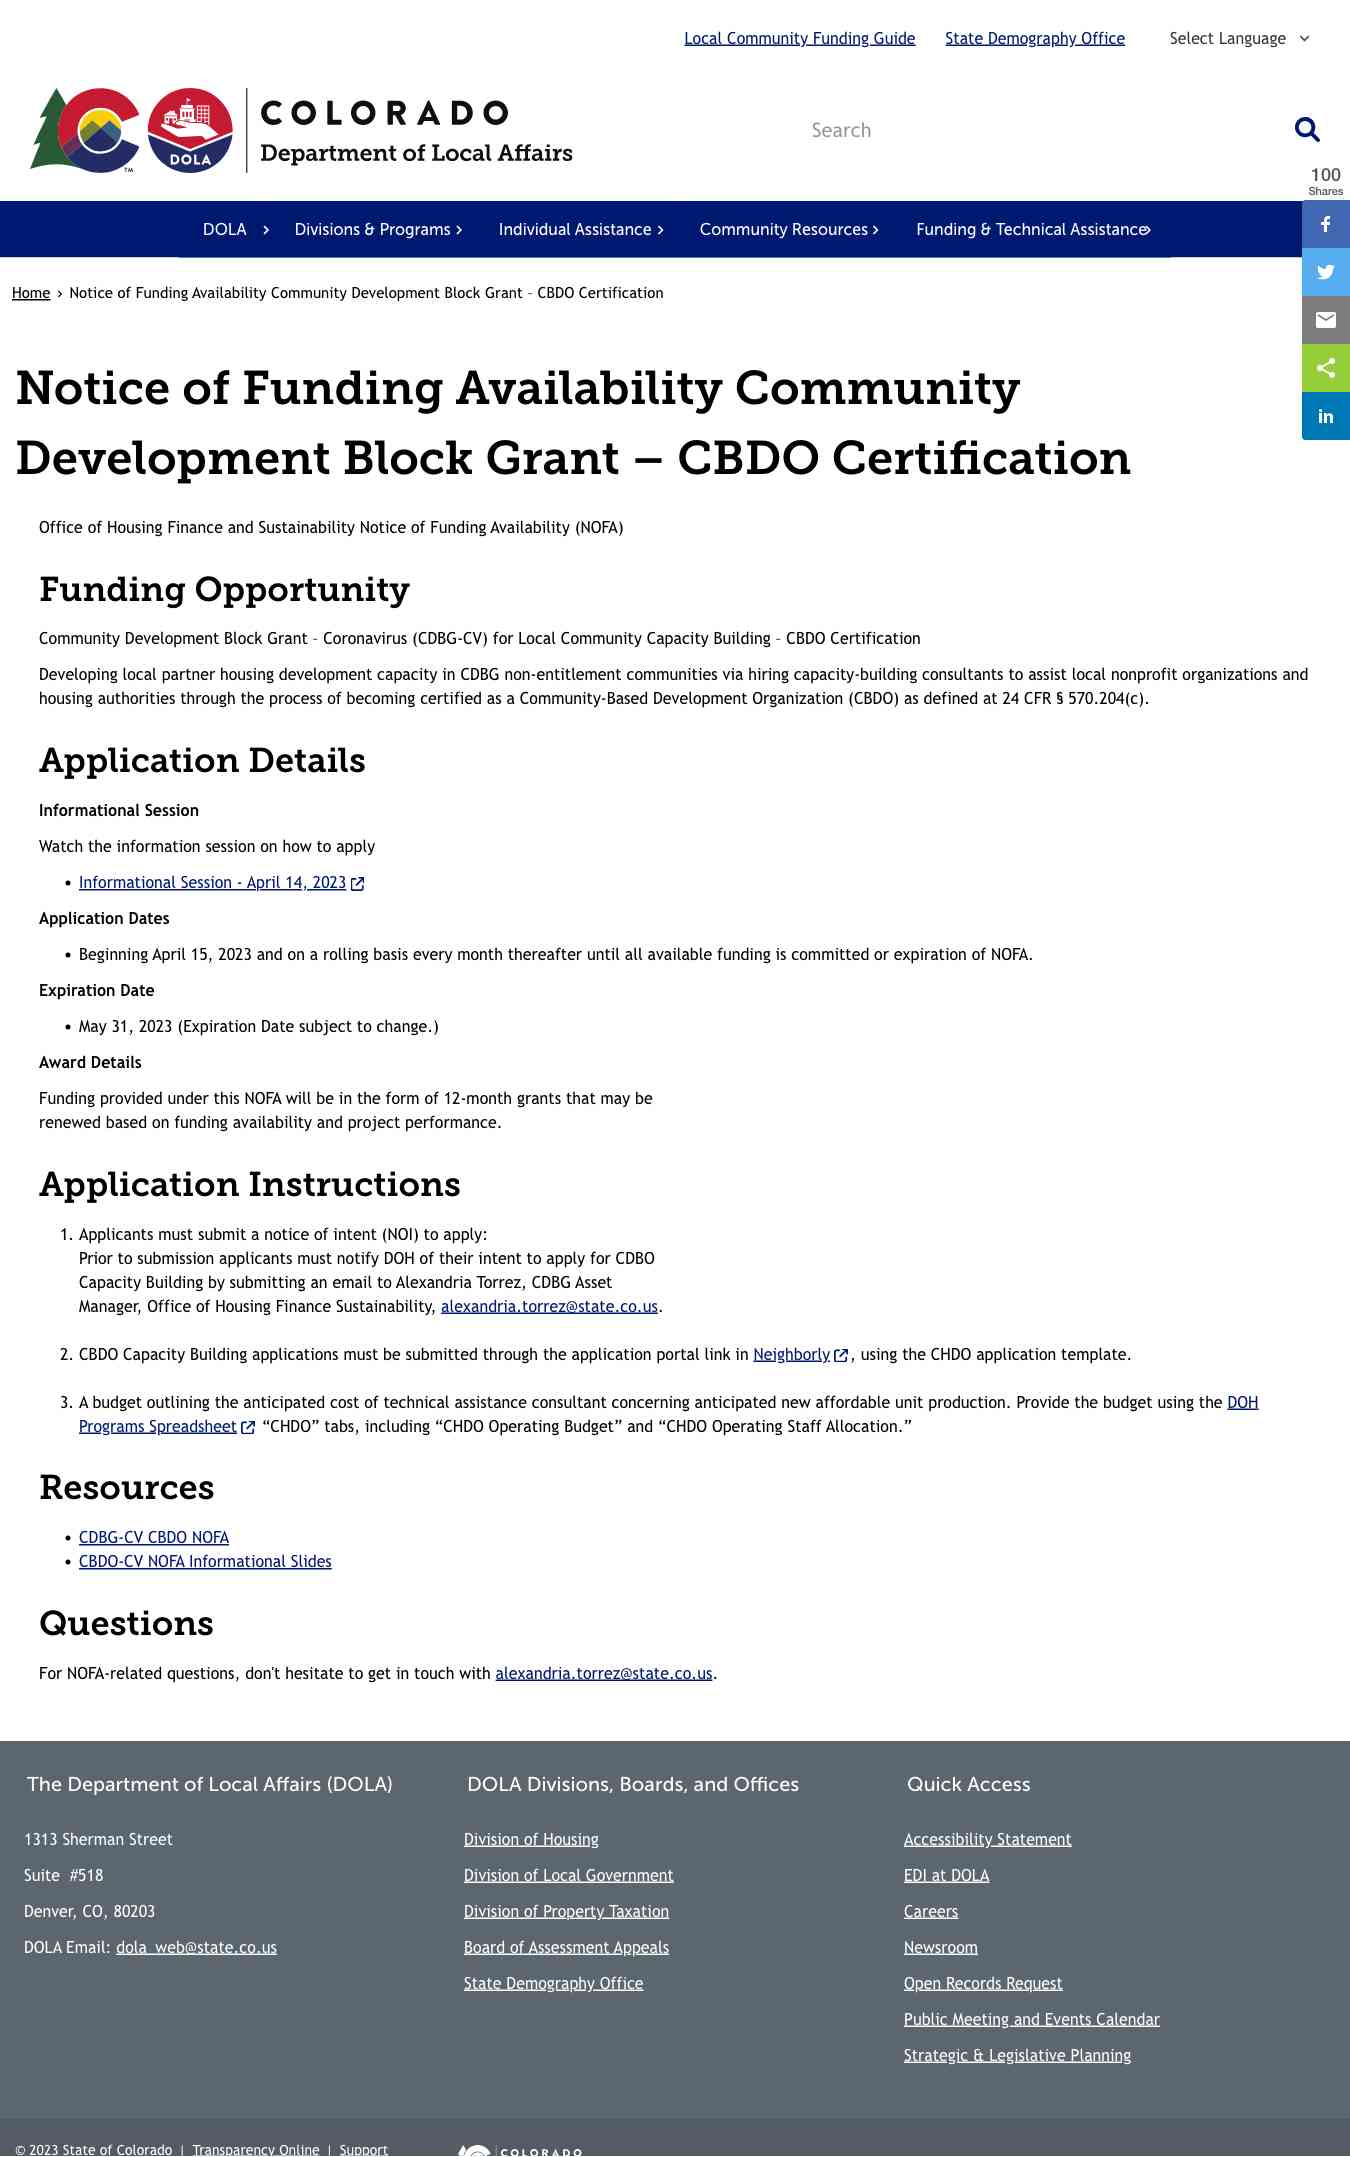 Local Community Funding Guide State Demography Office Select Language
COLORADO
Department of Local Affairs
DOLA
TM
Search
100
Shares
DOLA Divisions & Programs Individual Assistance Community Resources Funding & Technical Assistance
Home › Notice of Funding Availability Community Development Block Grant – CBDO Certification
Notice of Funding Availability Community
Development Block Grant – CBDO Certification
Office of Housing Finance and Sustainability Notice of Funding Availability (NOFA)
Funding Opportunity
Community Development Block Grant – Coronavirus (CDBG-CV) for Local Community Capacity Building – CBDO Certification
Developing local partner housing development capacity in CDBG non-entitlement communities via hiring capacity-building consultants to assist local nonprofit organizations and
housing authorities through the process of becoming certified as a Community-Based Development Organization (CBDO) as defined at 24 CFR § 570.204(c).
Application Details
Informational Session
Watch the information session on how to apply
• Informational Session - April 14, 2023
Application Dates
• Beginning April 15, 2023 and on a rolling basis every month thereafter until all available funding is committed or expiration of NOFA.
Expiration Date
• May 31, 2023 (Expiration Date subject to change.)
Award Details
Funding provided under this NOFA will be in the form of 12-month grants that may be
renewed based on funding availability and project performance.
Application Instructions
1. Applicants must submit a notice of intent (NOI) to apply:
Prior to submission applicants must notify DOH of their intent to apply for CDBO
Capacity Building by submitting an email to Alexandria Torrez, CDBG Asset
Manager, Office of Housing Finance Sustainability, alexandria.torrez@state.co.us.
2. CBDO Capacity Building applications must be submitted through the application portal link in Neighborly, using the CHDO application template.
3. A budget outlining the anticipated cost of technical assistance consultant concerning anticipated new affordable unit production. Provide the budget using the DOH
Programs Spreadsheet “CHDO” tabs, including “CHDO Operating Budget” and “CHDO Operating Staff Allocation.”
Resources
• CDBG-CV CBDO NOFA
• CBDO-CV NOFA Informational Slides
Questions
For NOFA-related questions, don't hesitate to get in touch with alexandria.torrez@state.co.us.
The Department of Local Affairs (DOLA)
1313 Sherman Street
Suite #518
Denver, CO, 80203
DOLA Email: dola_web@state.co.us
DOLA Divisions, Boards, and Offices
Division of Housing
Division of Local Government
Division of Property Taxation
Board of Assessment Appeals
State Demography Office
Quick Access
Accessibility Statement
EDI at DOLA
Careers
Newsroom
Open Records Request
Public Meeting and Events Calendar
Strategic & Legislative Planning
© 2023 State of Colorado | Transparency Online | Support
COLORADO